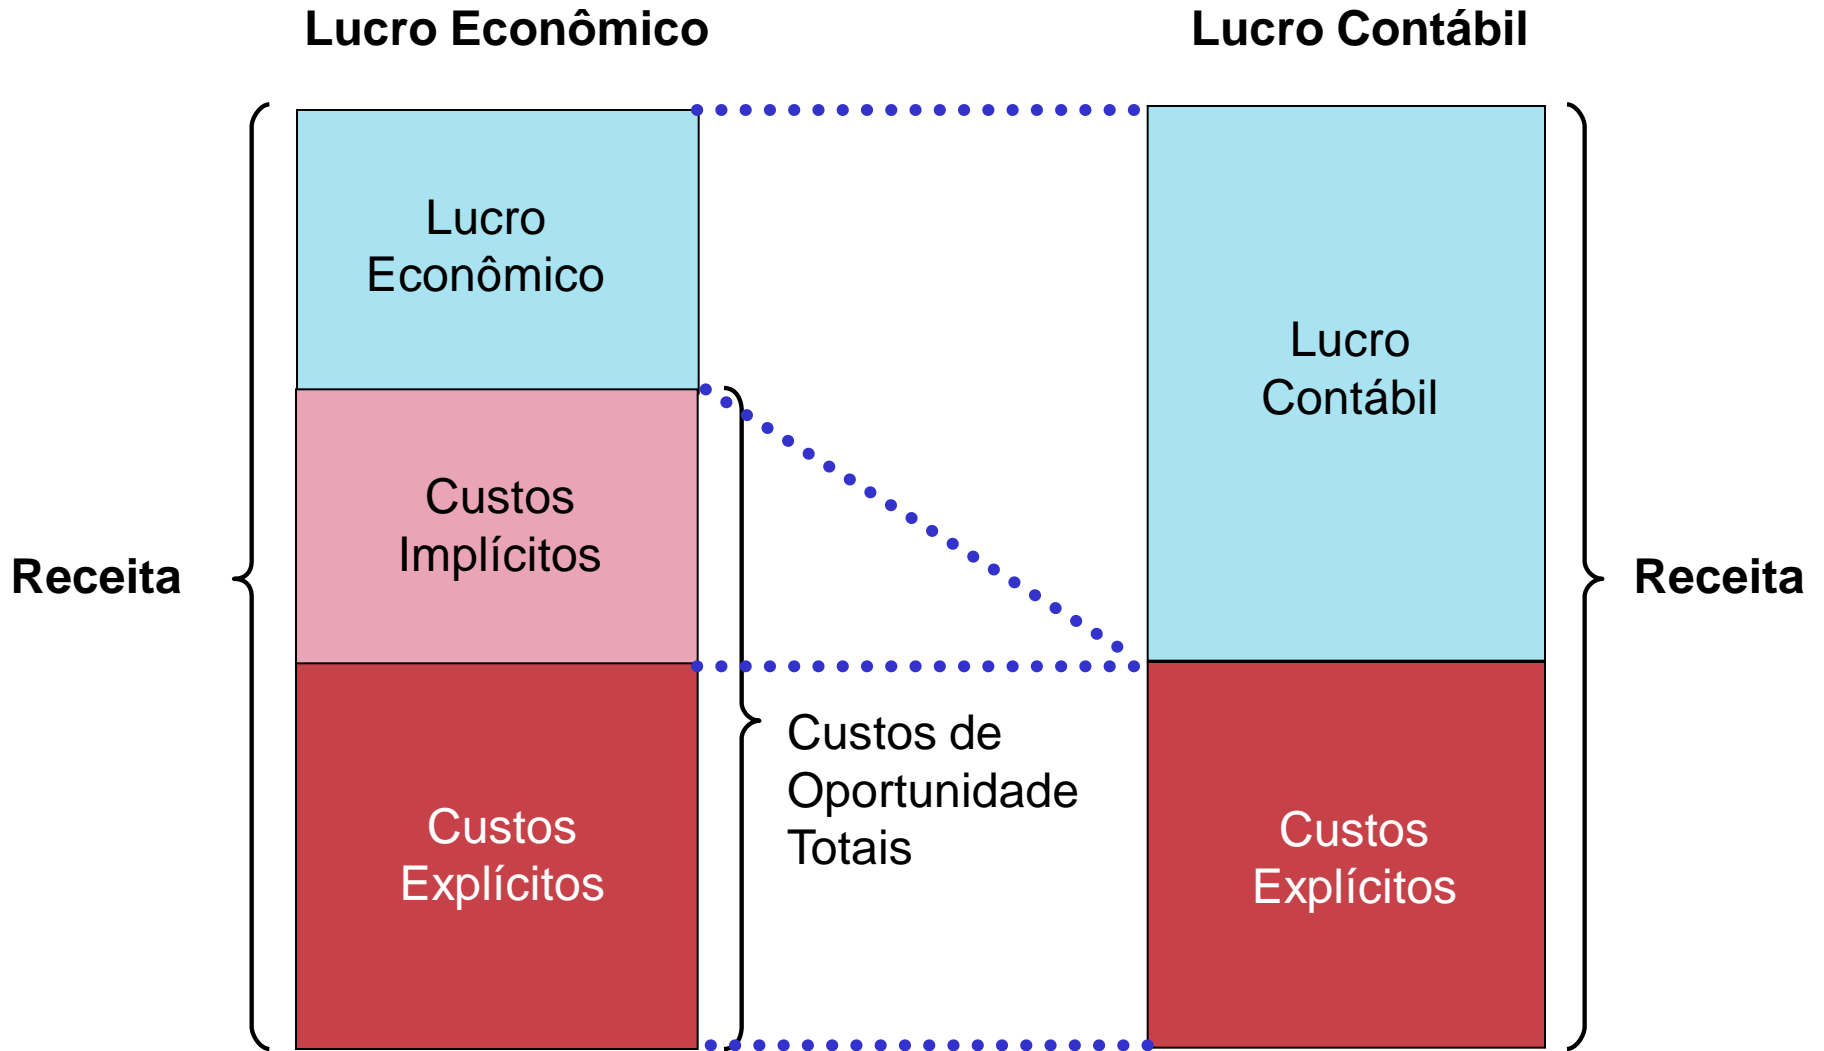 Lucro Econômico
Lucro Contábil
Lucro
Econômico
Custos
Implícitos
Custos
Explícitos
Receita
Custos de
Oportunidade
Totais
Lucro
Contábil
Custos
Explícitos
Receita